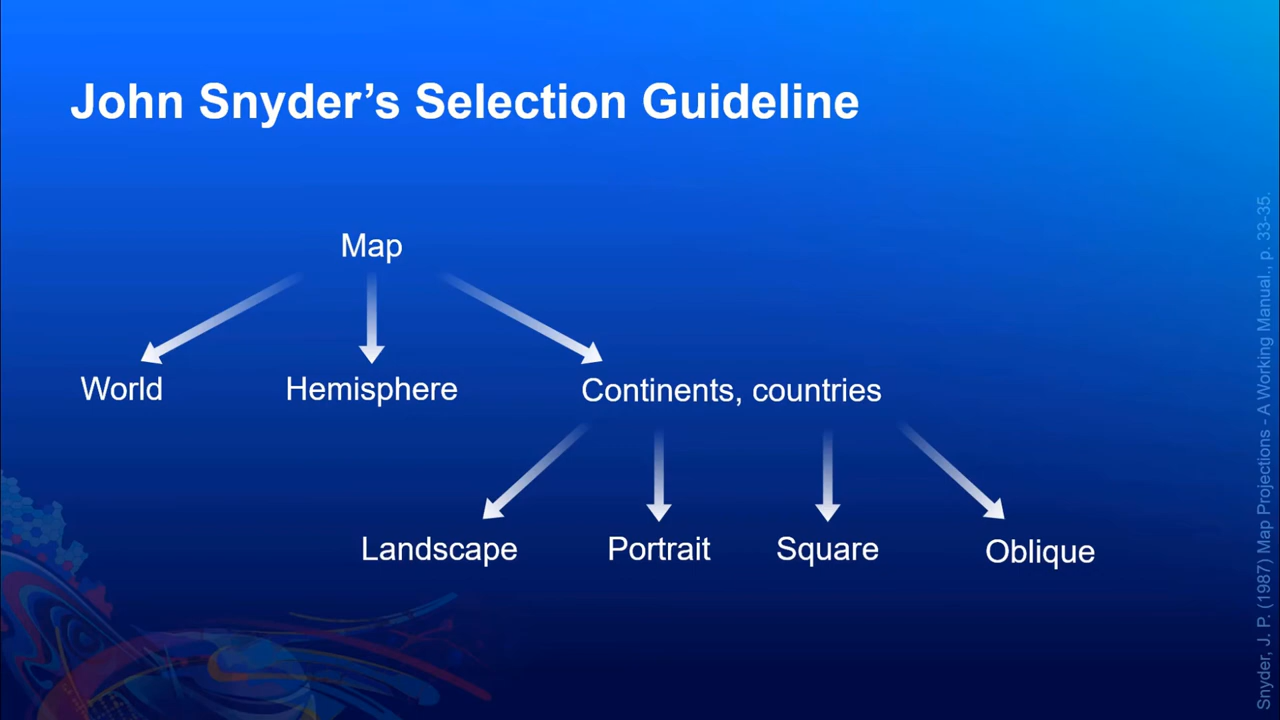 John Snyder’s Selection Guideline
Map
World
Hemisphere
Continents, countries
Landscape
Portrait
Square
Oblique
Snyder, J. P. (1987) Map Projections - A Working Manual., p. 33-35.